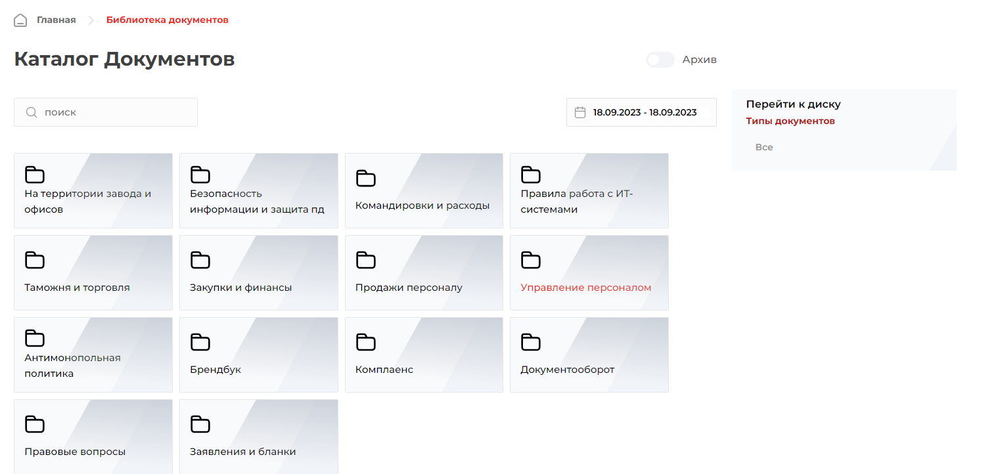 Главная
Библиотека документов
Каталог Документов
Архив
поиск
18.09.2023 - 18.09.2023
Перейти к диску
Типы документов
Все
На территории завода и
офисов
Безопасность
информации и защита пд
Командировки и расходы
Правила работа с ИТ-
системами
Таможня и торговля
Закупки и финансы
Продажи персоналу
Управление персоналом
Антимонопольная
политика
Брендбук
Комплаенс
Документооборот
Правовые вопросы
Заявления и бланки